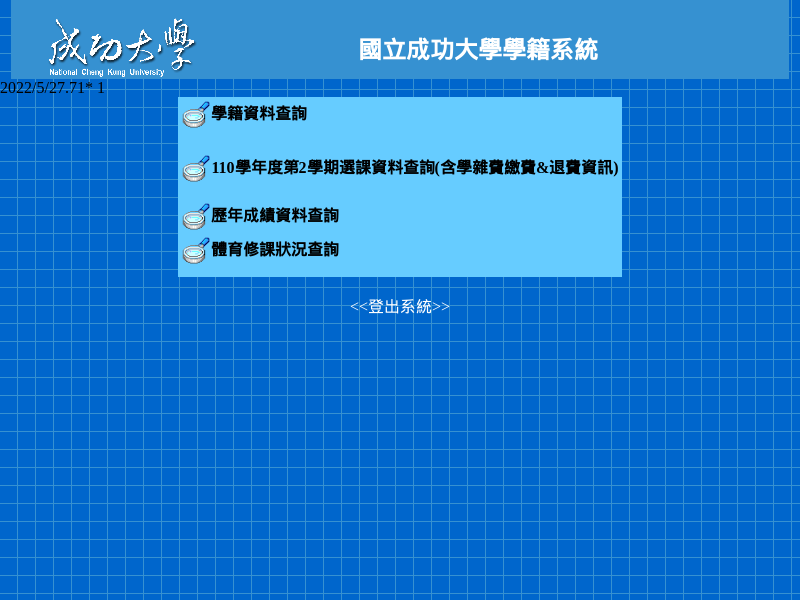 成功大學
National Cheng Kung University
國立成功大學學籍系統
2022/5/27.71* 1
學籍資料查詢
110學年度第2學期選課資料查詢(含學雜費繳費&退費資訊)
歷年成績資料查詢
體育修課狀況查詢
<<登出系統>>